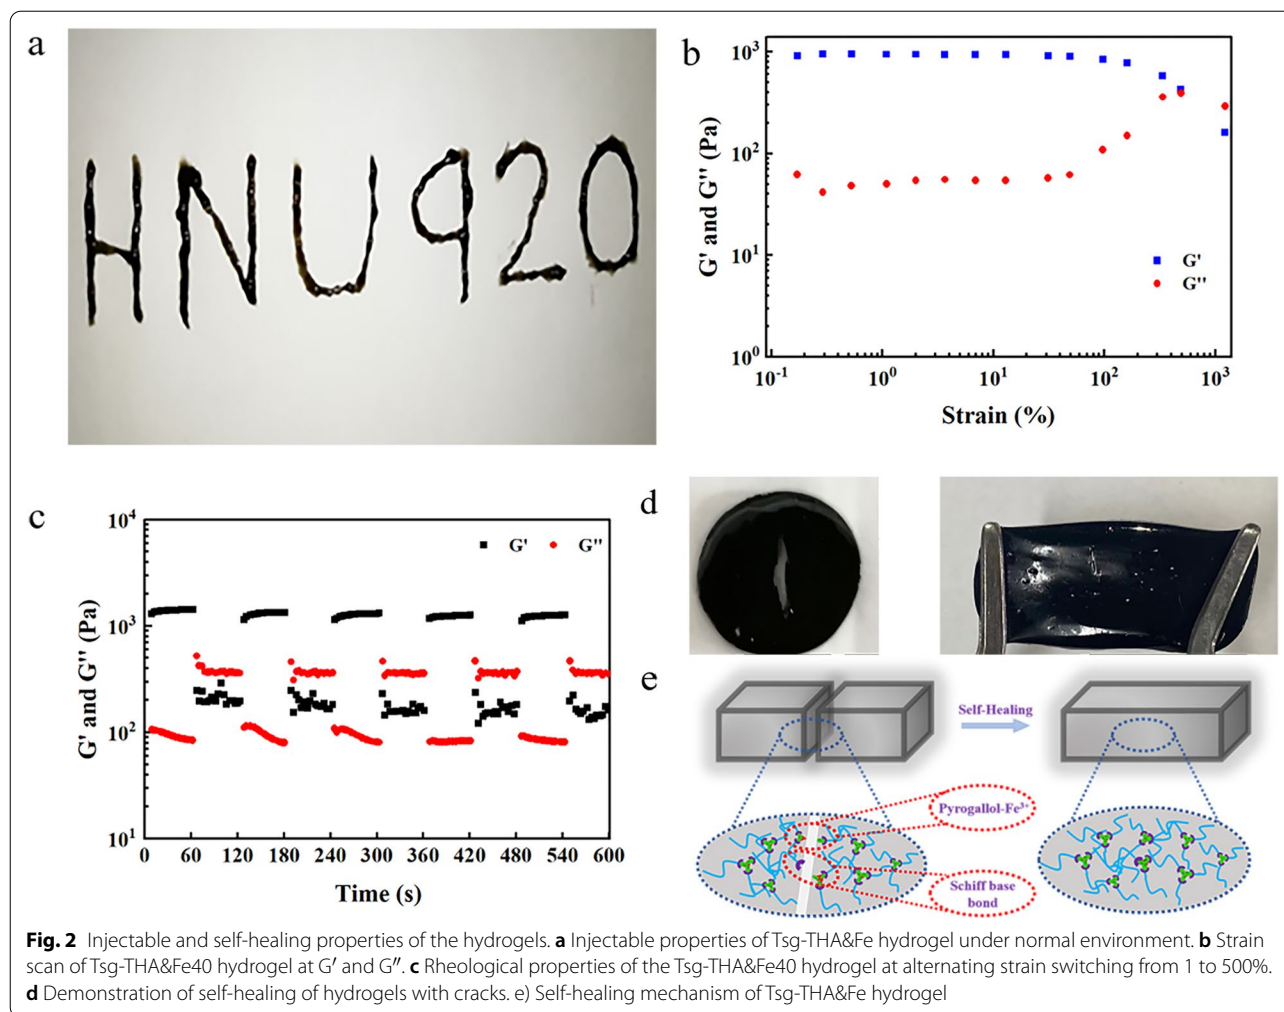 a
HNU920
b
G' and G'' (Pa)
10³
10²
10¹
10⁰
G'
G''
10⁻¹ 10⁰ 10¹ 10² 10³
Strain (%)
c
G' and G'' (Pa)
10⁴
10³
10²
10¹
G' G''
0 60 120 180 240 300 360 420 480 540 600
Time (s)
d
e
Self-Healing
Pyrogallol-Fe³⁺
Schiff base
bond
Fig. 2 Injectable and self-healing properties of the hydrogels. a Injectable properties of Tsg-THA&Fe hydrogel under normal environment. b Strain
scan of Tsg-THA&Fe40 hydrogel at G′ and G″. c Rheological properties of the Tsg-THA&Fe40 hydrogel at alternating strain switching from 1 to 500%.
d Demonstration of self-healing of hydrogels with cracks. e) Self-healing mechanism of Tsg-THA&Fe hydrogel